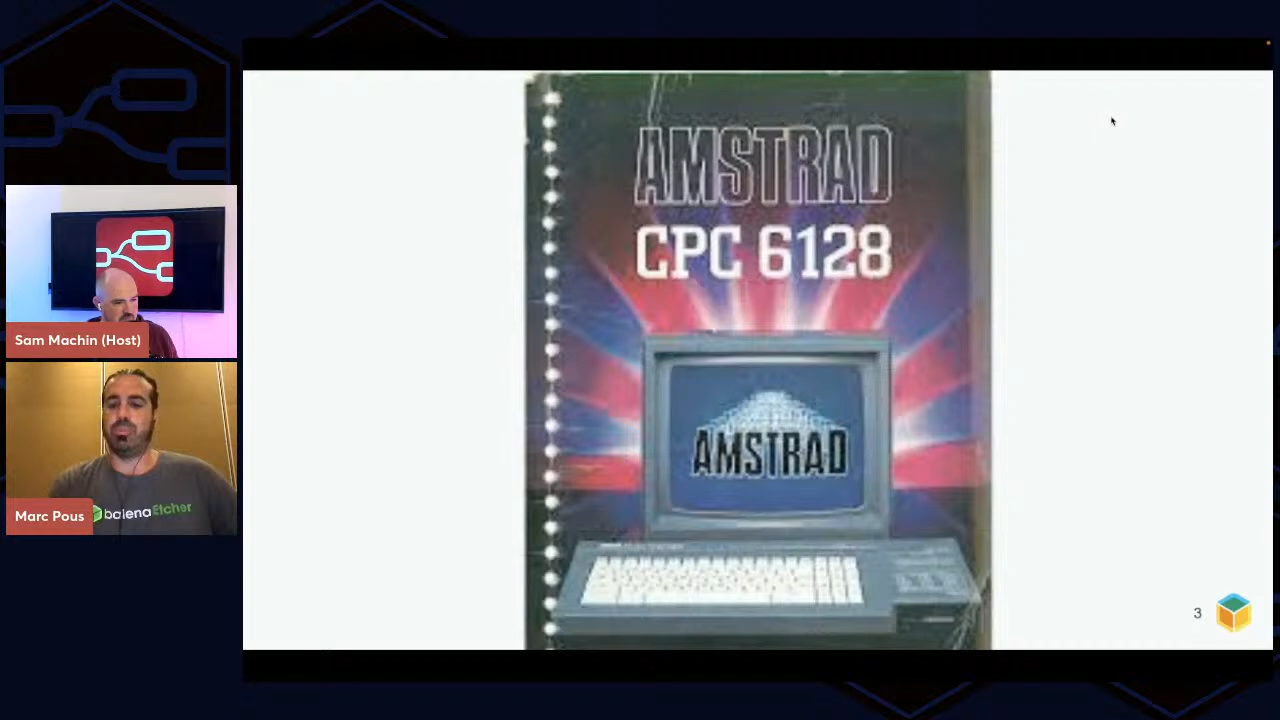 Sam Machin (Host)
Marc Pous
balenaEtcher
AMSTRAD
CPC 6128
AMSTRAD
3